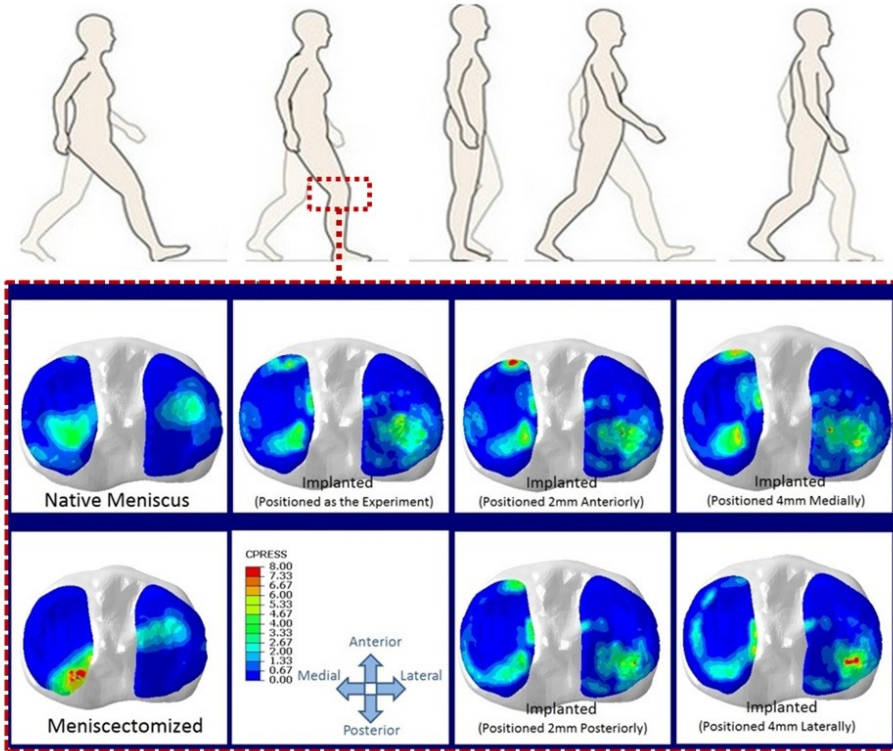 Native Meniscus
Implanted
(Positioned as the Experiment)
Implanted
(Positioned 2mm Anteriorly)
Implanted
(Positioned 4mm Medially)
Meniscectomized
CPRESS
8.00
7.33
6.67
6.00
5.33
4.67
4.00
3.33
2.67
2.00
1.33
0.67
0.00
Anterior
Medial
Lateral
Posterior
Implanted
(Positioned 2mm Posteriorly)
Implanted
(Positioned 4mm Laterally)